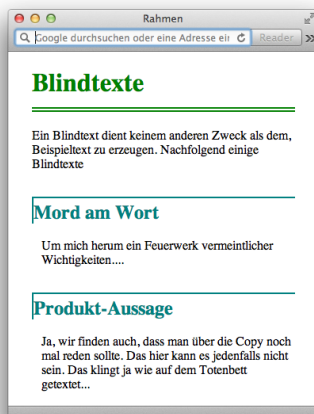 Rahmen
Google durchsuchen oder eine Adresse ei
Reader
Blindtexte
Ein Blindtext dient keinem anderen Zweck als dem,
Beispieltext zu erzeugen. Nachfolgend einige
Blindtexte
Mord am Wort
Um mich herum ein Feuerwerk vermeintlicher
Wichtigkeiten....
Produkt-Aussage
Ja, wir finden auch, dass man über die Copy noch
mal reden sollte. Das hier kann es jedenfalls nicht
sein. Das klingt ja wie auf dem Totenbett
getextet...